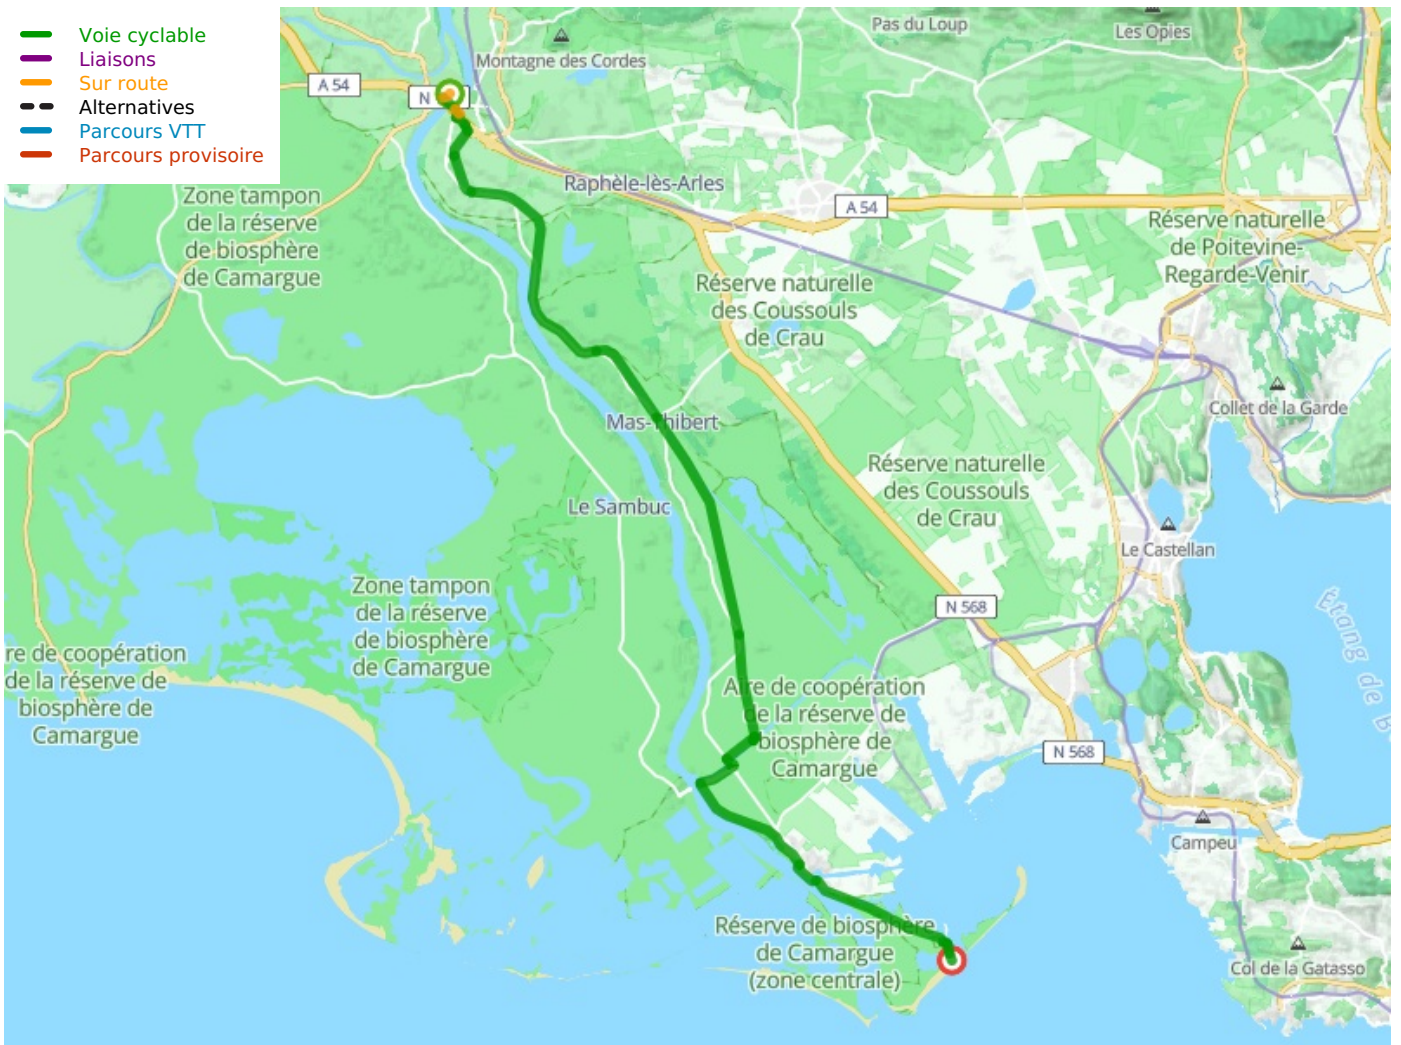 Voie cyclable
Liaisons
Sur route
Alternatives
Parcours VTT
Parcours provisoire
Pas du Loup
Les Opies
Montagne des Cordes
A 54
N
Raphèle-lès-Arles
A 54
Zone tampon
de la réserve
de biosphère
de Camargue
Réserve naturelle
de Poitevine-
Regarde-Venir
Réserve naturelle
des Coussouls
de Crau
Collet de la Garde
Mas-Thibert
Réserve naturelle
des Coussouls
de Crau
Le Sambuc
Le Castellan
Zone tampon
de la réserve
de biosphère
de Camargue
N 568
Étang de B
re de coopération
de la réserve de
biosphère de
Camargue
Aire de coopération
de la réserve de
biosphère de
Camargue
N 568
Campeu
Réserve de biosphère
de Camargue
(zone centrale)
Col de la Gatasso